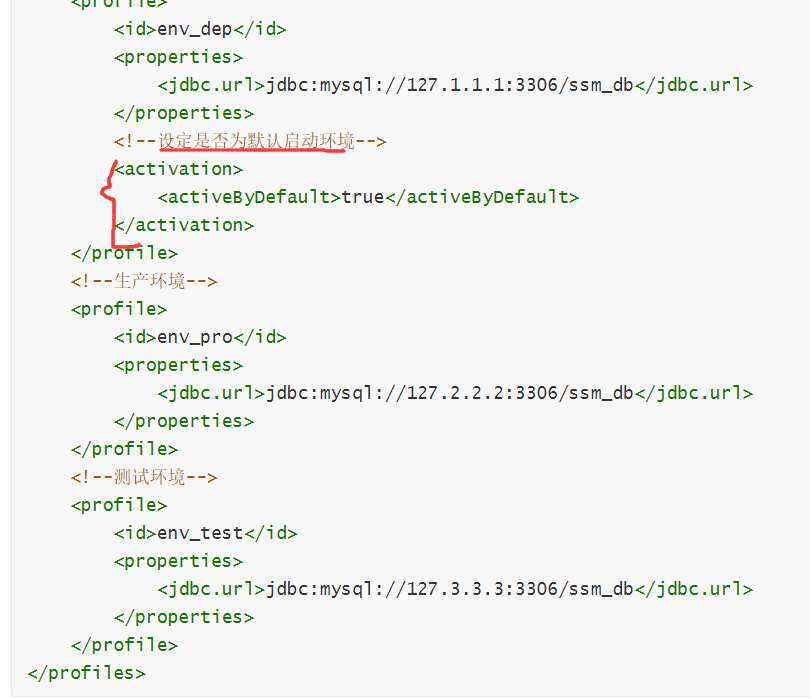 <profile>
<id>env_dep</id>
<properties>
<jdbc.url>jdbc:mysql://127.1.1.1:3306/ssm_db</jdbc.url>
</properties>
<!--设定是否为默认启动环境-->
<activation>
<activeByDefault>true</activeByDefault>
</activation>
</profile>
<!--生产环境-->
<profile>
<id>env_pro</id>
<properties>
<jdbc.url>jdbc:mysql://127.2.2.2:3306/ssm_db</jdbc.url>
</properties>
</profile>
<!--测试环境-->
<profile>
<id>env_test</id>
<properties>
<jdbc.url>jdbc:mysql://127.3.3.3:3306/ssm_db</jdbc.url>
</properties>
</profile>
</profiles>